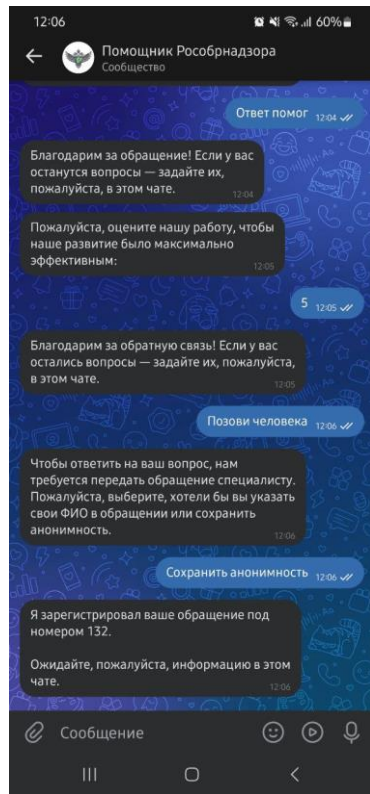 12:06
60%
Помощник Рособрнадзора
Сообщество
Ответ помог 12:04
Благодарим за обращение! Если у вас
останутся вопросы — задайте их,
пожалуйста, в этом чате.
12:04
Пожалуйста, оцените нашу работу, чтобы
наше развитие было максимально
эффективным:
12:05
5 12:05
Благодарим за обратную связь! Если у вас
остались вопросы — задайте их, пожалуйста,
в этом чате.
12:05
Позови человека 12:06
Чтобы ответить на ваш вопрос, нам
требуется передать обращение специалисту.
Пожалуйста, выберите, хотели бы вы указать
свои ФИО в обращении или сохранить
анонимность.
12:06
Сохранить анонимность 12:06
Я зарегистрировал ваше обращение под
номером 132.
Ожидайте, пожалуйста, информацию в этом
чате.
12:06
Сообщение